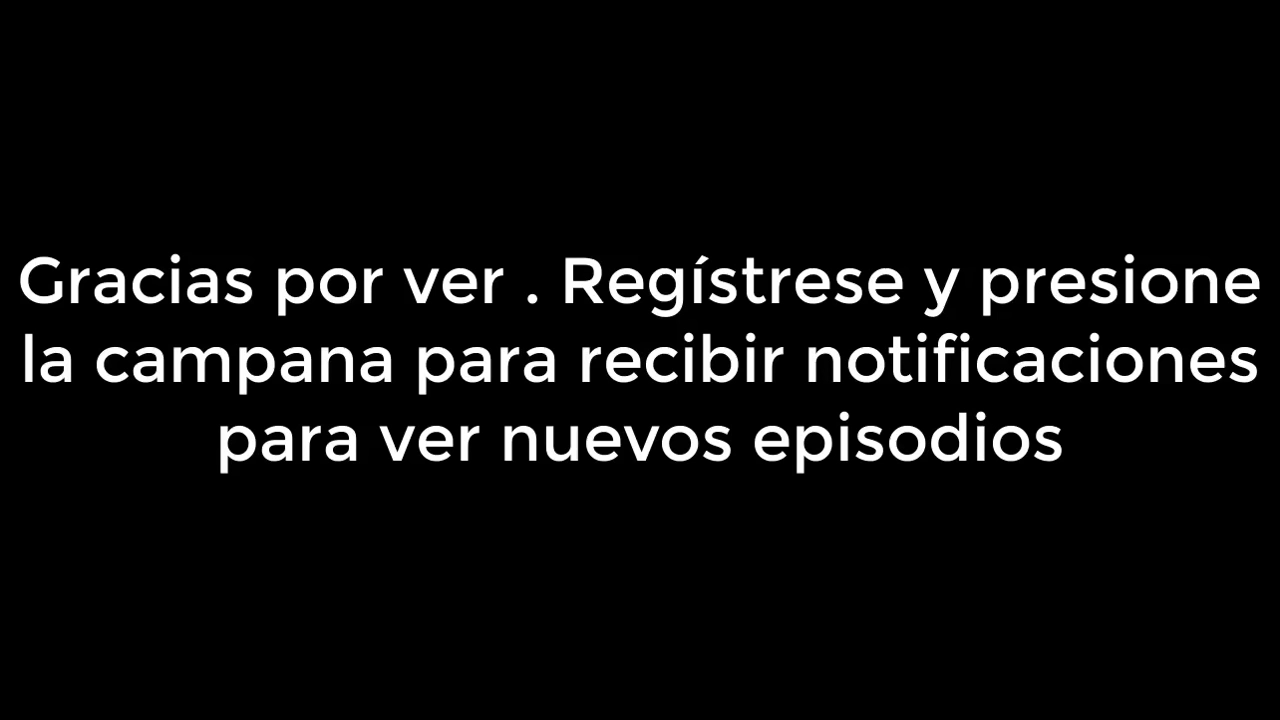 Gracias por ver . Regístrese y presione
la campana para recibir notificaciones
para ver nuevos episodios